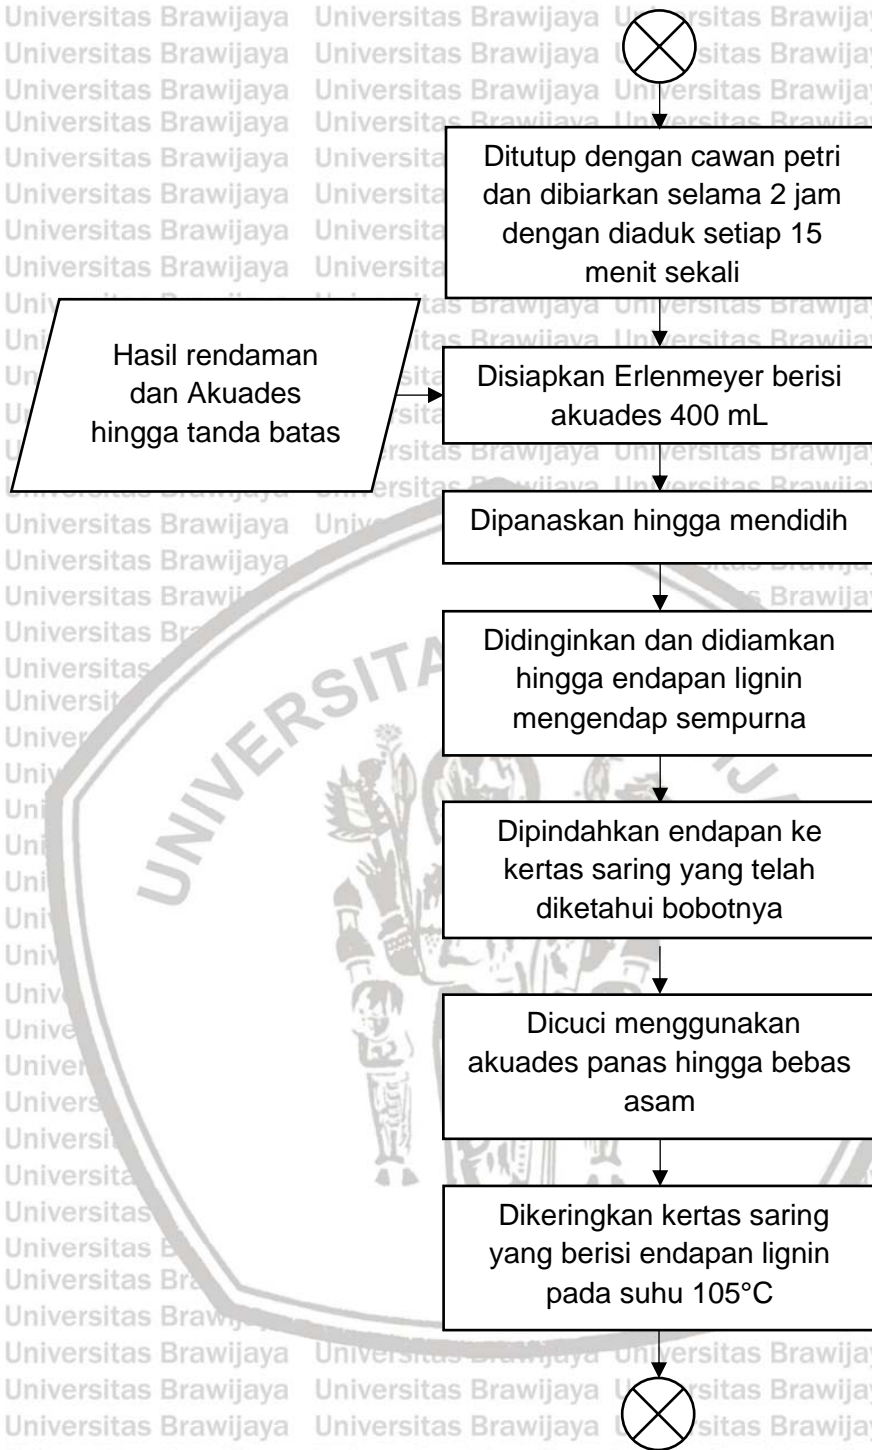 Ditutup dengan cawan petri
dan dibiarkan selama 2 jam
dengan diaduk setiap 15
menit sekali
Hasil rendaman
dan Akuades
hingga tanda batas
Disiapkan Erlenmeyer berisi
akuades 400 mL
Dipanaskan hingga mendidih
Didinginkan dan didiamkan
hingga endapan lignin
mengendap sempurna
Dipindahkan endapan ke
kertas saring yang telah
diketahui bobotnya
Dicuci menggunakan
akuades panas hingga bebas
asam
Dikeringkan kertas saring
yang berisi endapan lignin
pada suhu 105°C